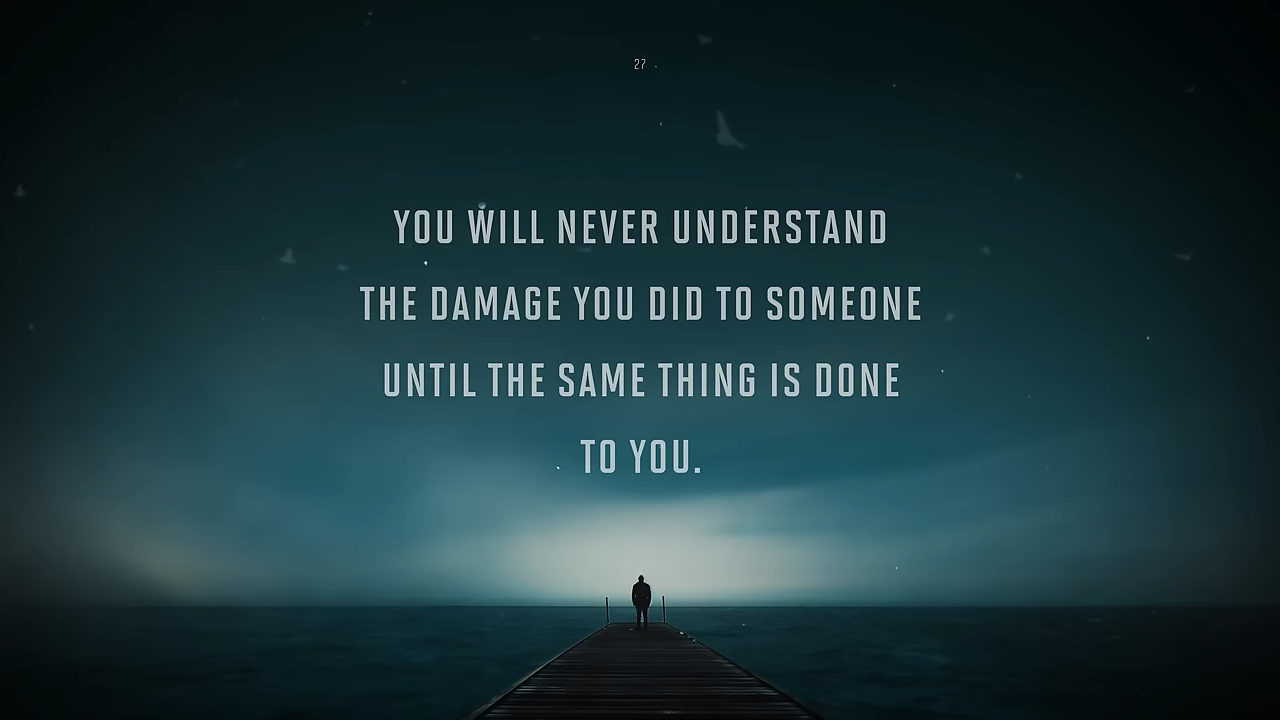 27
YOU WILL NEVER UNDERSTAND
THE DAMAGE YOU DID TO SOMEONE
UNTIL THE SAME THING IS DONE
TO YOU.